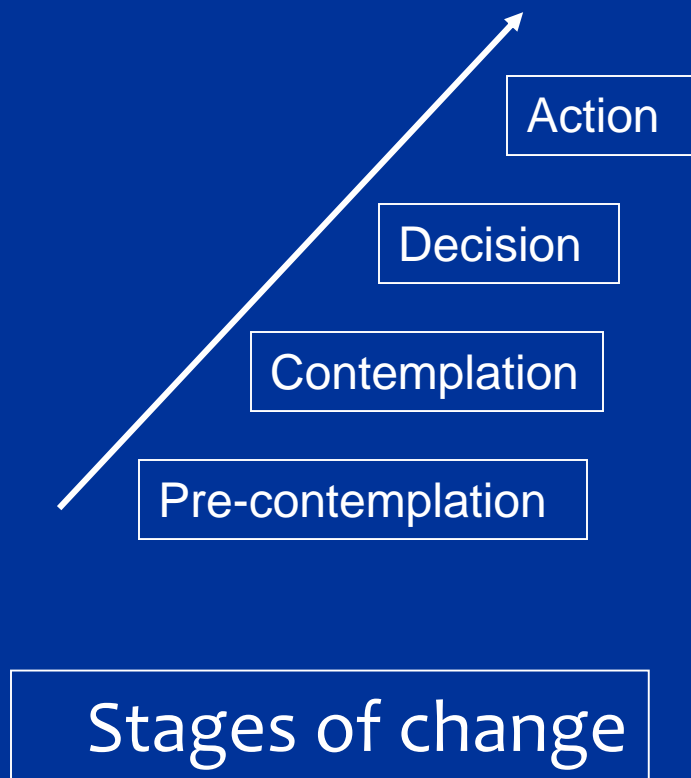 Action
Decision
Contemplation
Pre-contemplation
Stages of change